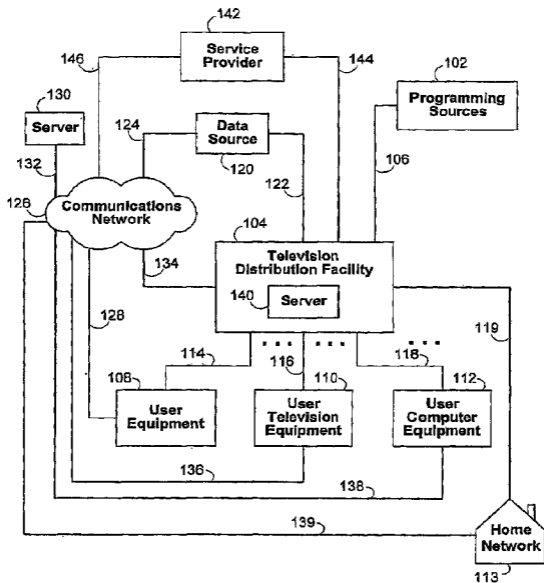 142
Service
Provider
146
144
102
Programming
Sources
130
Server
124
Data
Source
132
120
122
106
126
Communications
Network
104
Television
Distribution Facility
134
140
Server
119
128
114
116
118
108
User
Equipment
110
User
Television
Equipment
112
User
Computer
Equipment
136
138
139
Home
Network
113